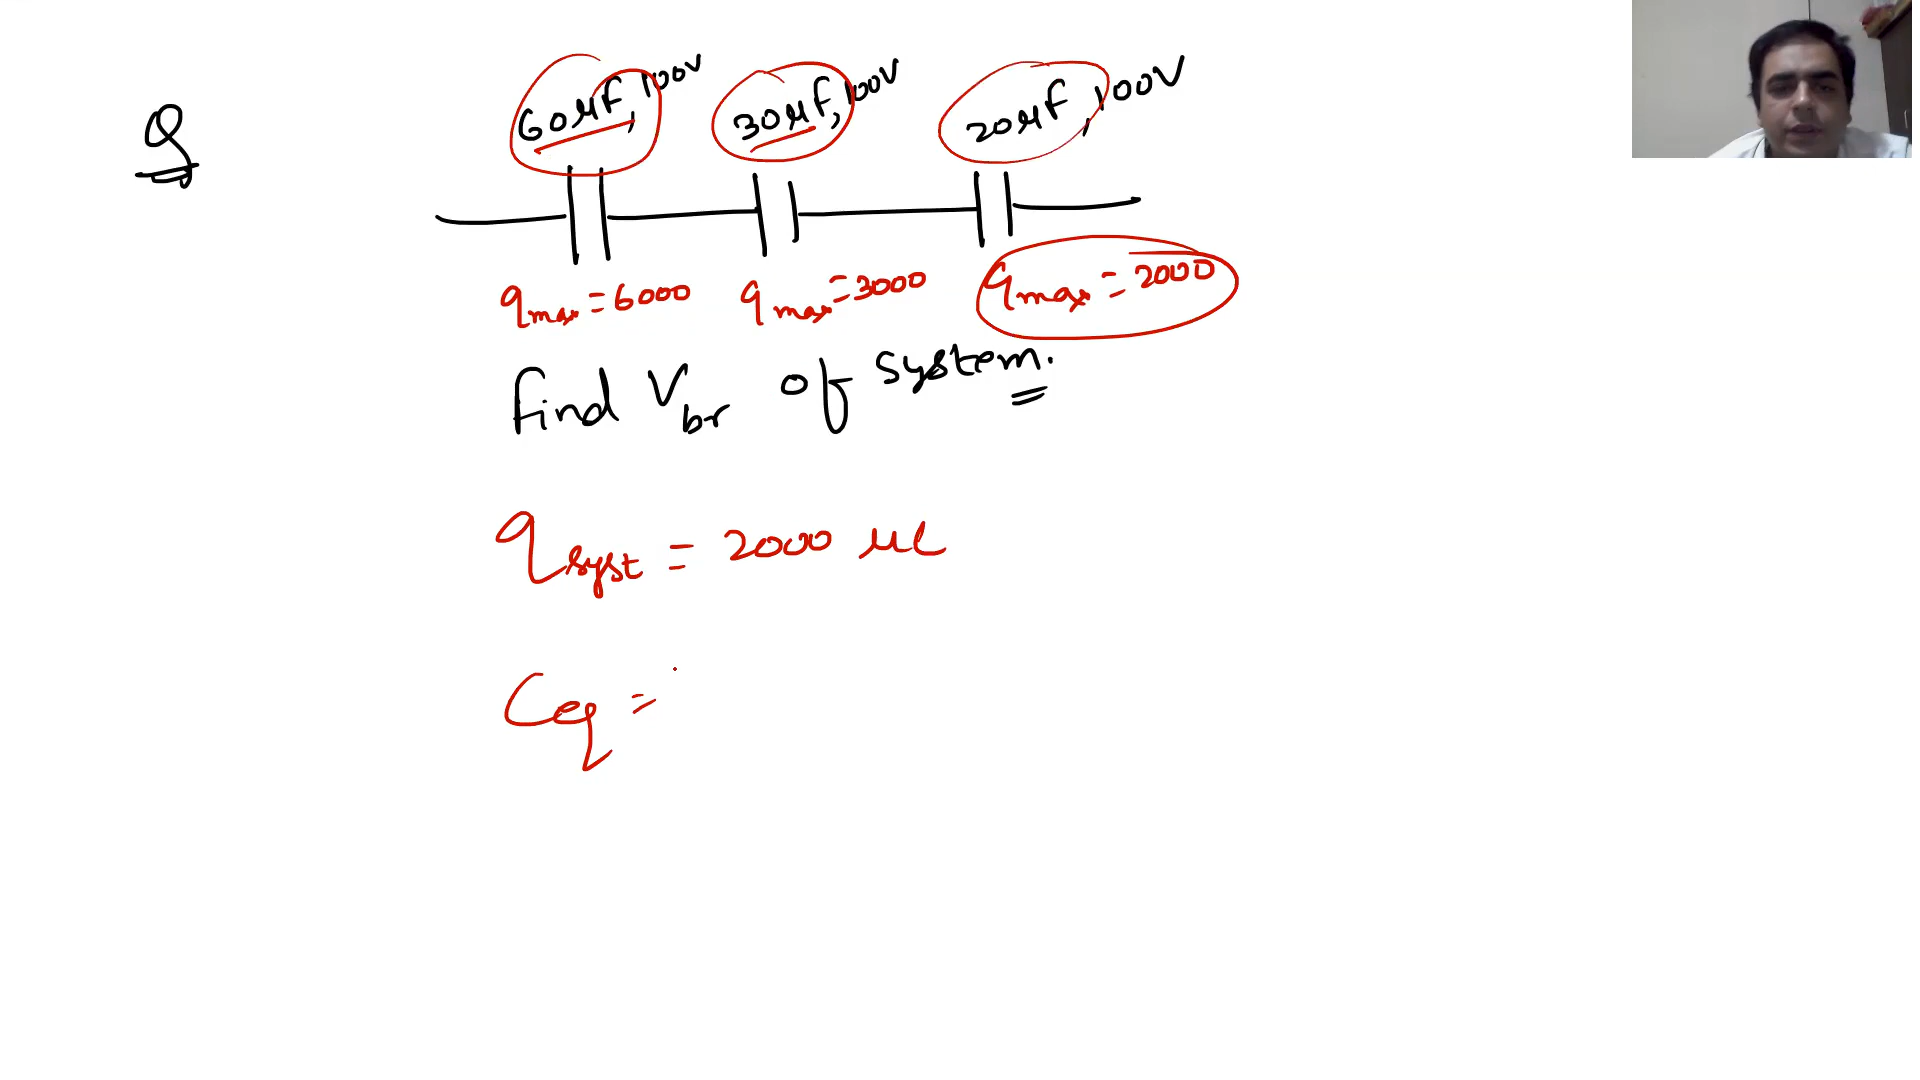 Q
60μF, 100V 30μF, 100V 20μF, 100V
qmax = 6000 qmax = 3000 qmax = 2000
find Vbr of system.
qsyst = 2000 μC
Ceq =